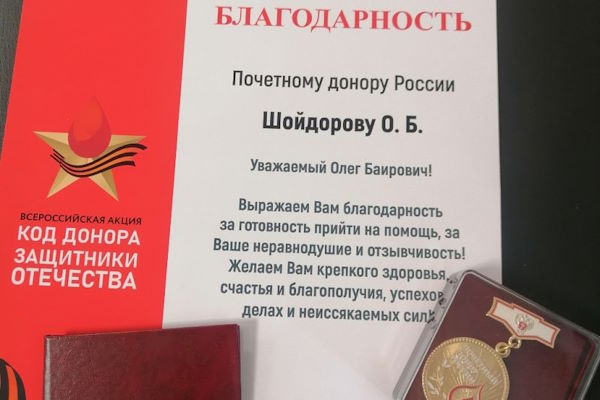 БЛАГОДАРНОСТЬ
Почетному донору России
Шойдорову О. Б.
Уважаемый Олег Баирович!
Выражаем Вам благодарность
за готовность прийти на помощь, за
Ваше неравнодушие и отзывчивость!
Желаем Вам крепкого здоровья,
счастья и благополучия, успехов
делах и неиссякаемых сил
ВСЕРОССИЙСКАЯ АКЦИЯ
КОД ДОНОРА
ЗАЩИТНИКИ
ОТЕЧЕСТВА